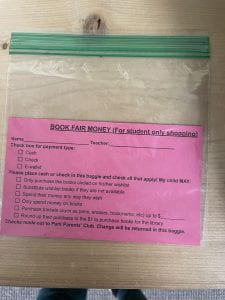 BOOK FAIR MONEY (For student only shopping)
Name Teacher:
Check box for payment type:
Cash
Check
E-wallet
Please place cash or check in this baggie and check all that apply! My child MAY:
Only purchase the books circled on his/her wishlist
Substitute wishlist books if they are not available
Spend their money any way they wish
Only spend money on books
Purchase trinkets (such as pens, erasers, bookmarks, etc) up to $
Round up their purchase to the $1 to purchase books for the library
Checks made out to Park Parents' Club. Change will be returned in this baggie.